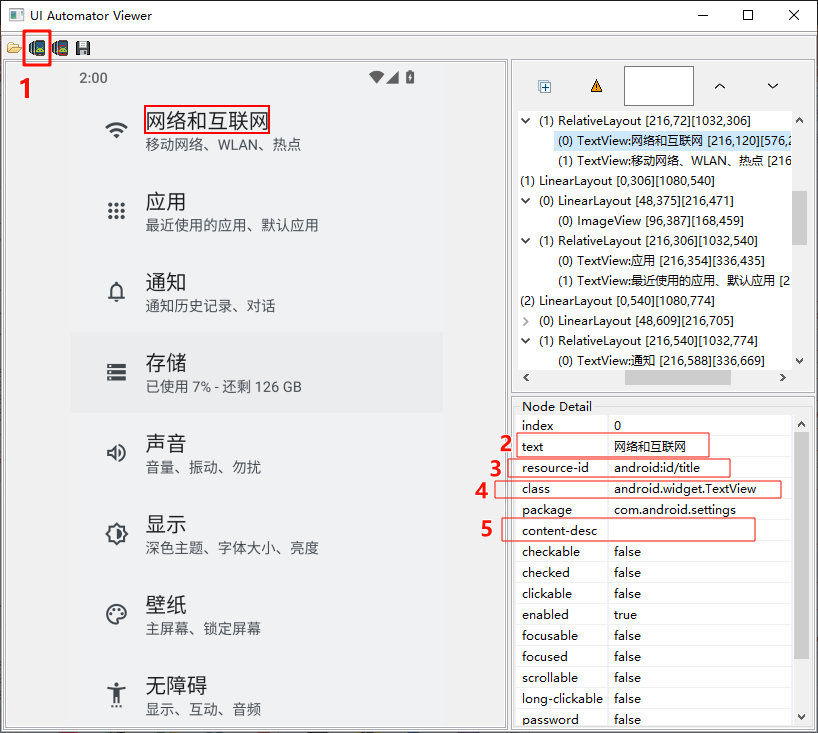 UI Automator Viewer
1
2:00
网络和互联网
移动网络、WLAN、热点
应用
最近使用的应用、默认应用
通知
通知历史记录、对话
存储
已使用 7% - 还剩 126 GB
声音
音量、振动、勿扰
显示
深色主题、字体大小、亮度
壁纸
主屏幕、锁定屏幕
无障碍
显示、互动、音频
(1) RelativeLayout [216,72][1032,306]
(0) TextView:网络和互联网 [216,120][576,2
(1) TextView:移动网络、WLAN、热点 [216
(1) LinearLayout [0,306][1080,540]
(0) LinearLayout [48,375][216,471]
(0) ImageView [96,387][168,459]
(1) RelativeLayout [216,306][1032,540]
(0) TextView:应用 [216,354][336,435]
(1) TextView:最近使用的应用、默认应用 [2
(2) LinearLayout [0,540][1080,774]
(0) LinearLayout [48,609][216,705]
(1) RelativeLayout [216,540][1032,774]
(0) TextView:通知 [216,588][336,669]
Node Detail
index 0
2 text 网络和互联网
3 resource-id android:id/title
4 class android.widget.TextView
package com.android.settings
5 content-desc
checkable false
checked false
clickable false
enabled true
focusable false
focused false
scrollable false
long-clickable false
password false